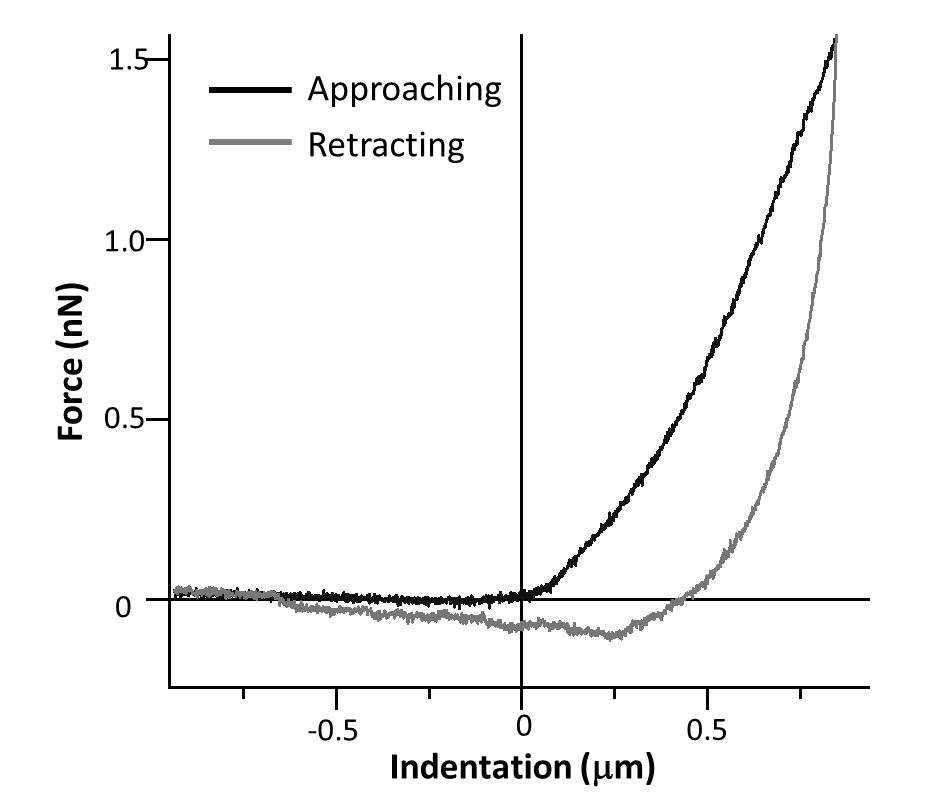 1.5
Approaching
Retracting
1.0
Force (nN)
0.5
0
-0.5
0
0.5
Indentation (μm)